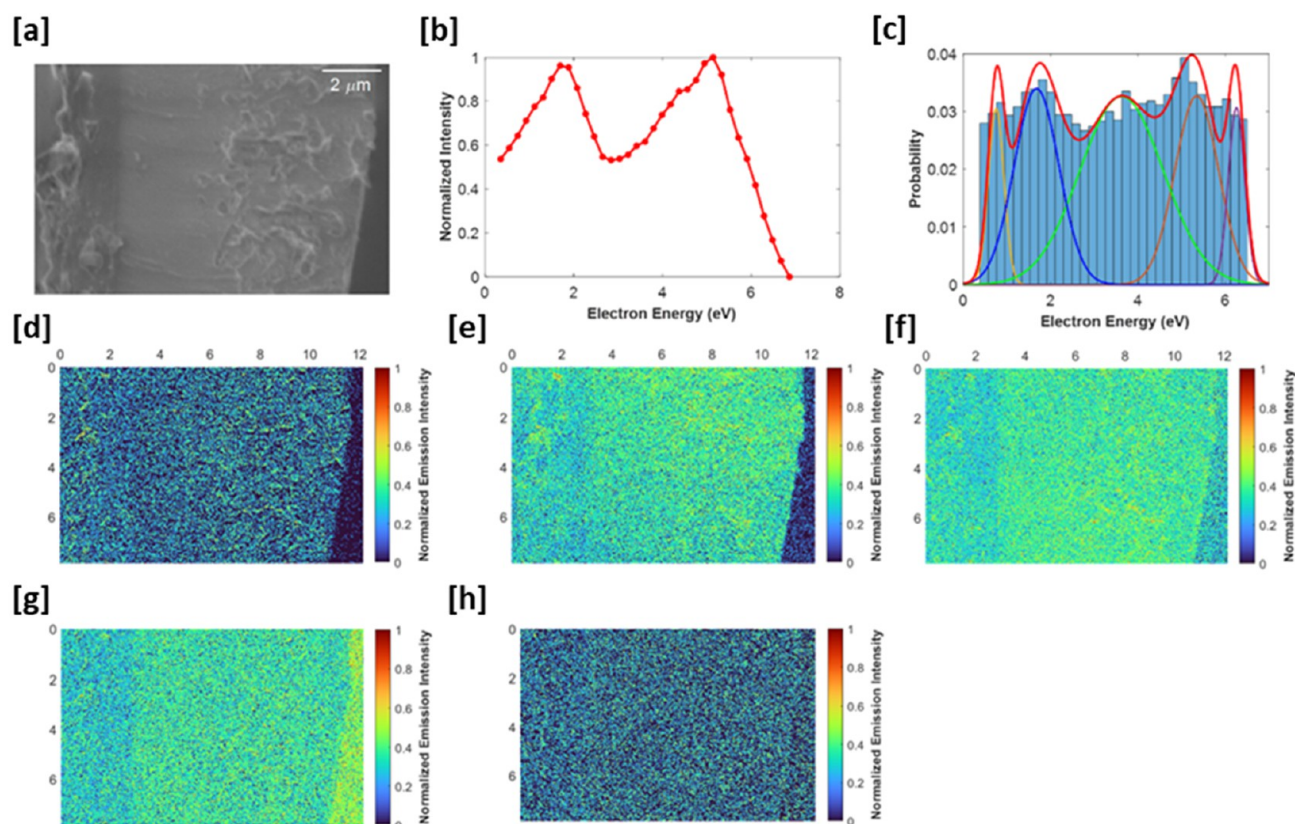 [a]
2 μm
[b]
Normalized Intensity
1
0.8
0.6
0.4
0.2
0
0 2 4 6 8
Electron Energy (eV)
[c]
Probability
0.04
0.03
0.02
0.01
0
0 2 4 6
Electron Energy (eV)
[d]
0 2 4 6 8 10 12
0
2
4
6
1
0.8
0.6
0.4
0.2
0
Normalized Emission Intensity
[e]
0 2 4 6 8 10 12
0
2
4
6
1
0.8
0.6
0.4
0.2
0
Normalized Emission Intensity
[f]
0 2 4 6 8 10 12
0
2
4
6
1
0.8
0.6
0.4
0.2
0
Normalized Emission Intensity
[g]
0
2
4
6
1
0.8
0.6
0.4
0.2
0
Normalized Emission Intensity
[h]
0
2
4
6
1
0.8
0.6
0.4
0.2
0
Normalized Emission Intensity